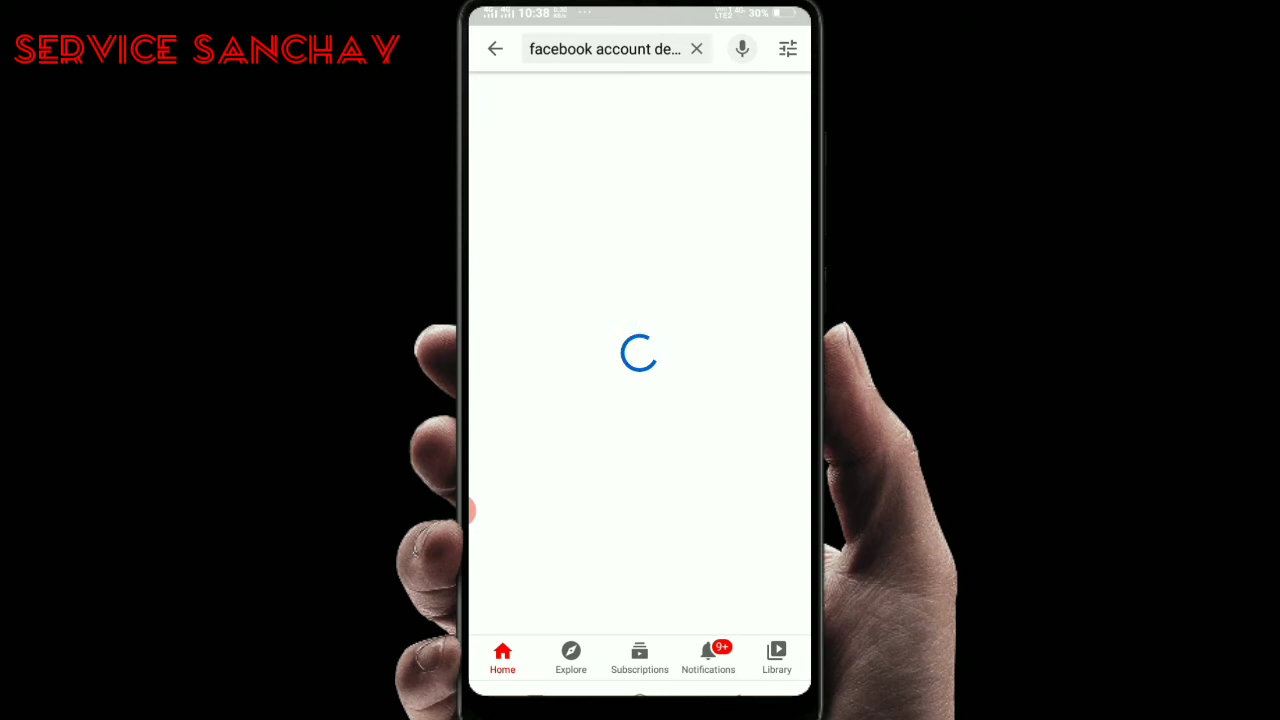 SERVICE SANCHAY
10:38
30%
facebook account de...
9+
Home
Explore
Subscriptions
Notifications
Library